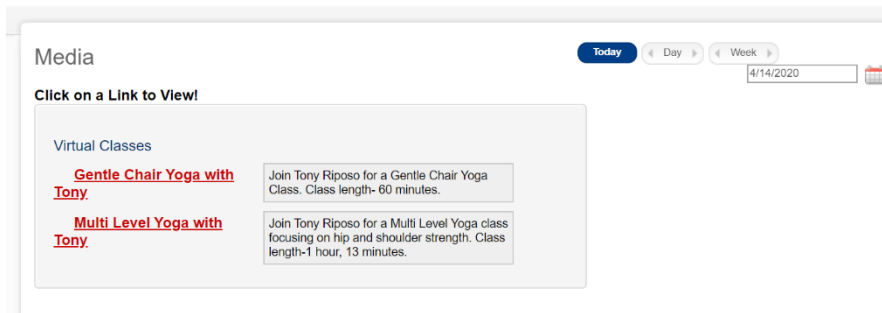 Media
Today
Day
Week
4/14/2020
Click on a Link to View!
Virtual Classes
Gentle Chair Yoga with
Tony
Join Tony Riposo for a Gentle Chair Yoga
Class. Class length- 60 minutes.
Multi Level Yoga with
Tony
Join Tony Riposo for a Multi Level Yoga class
focusing on hip and shoulder strength. Class
length-1 hour, 13 minutes.